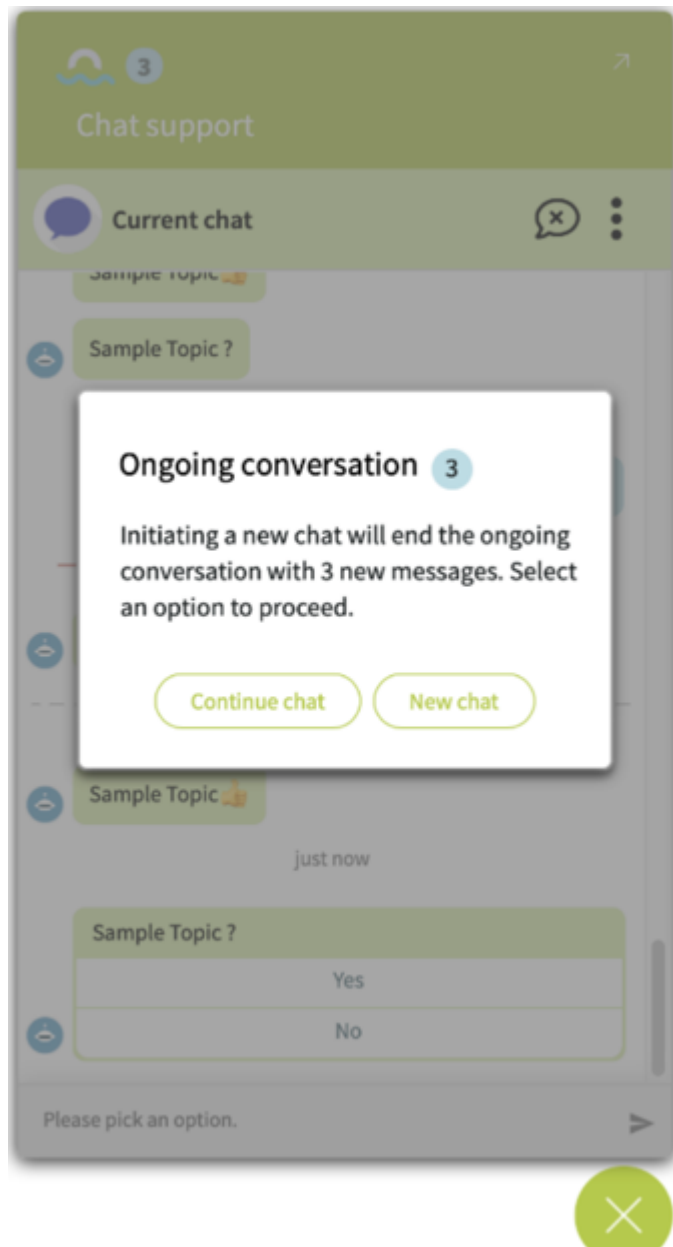 3
Chat support
Current chat
Sample Topic
Sample Topic ?
Ongoing conversation 3
Initiating a new chat will end the ongoing
conversation with 3 new messages. Select
an option to proceed.
Continue chat
New chat
Sample Topic
just now
Sample Topic ?
Yes
No
Please pick an option.